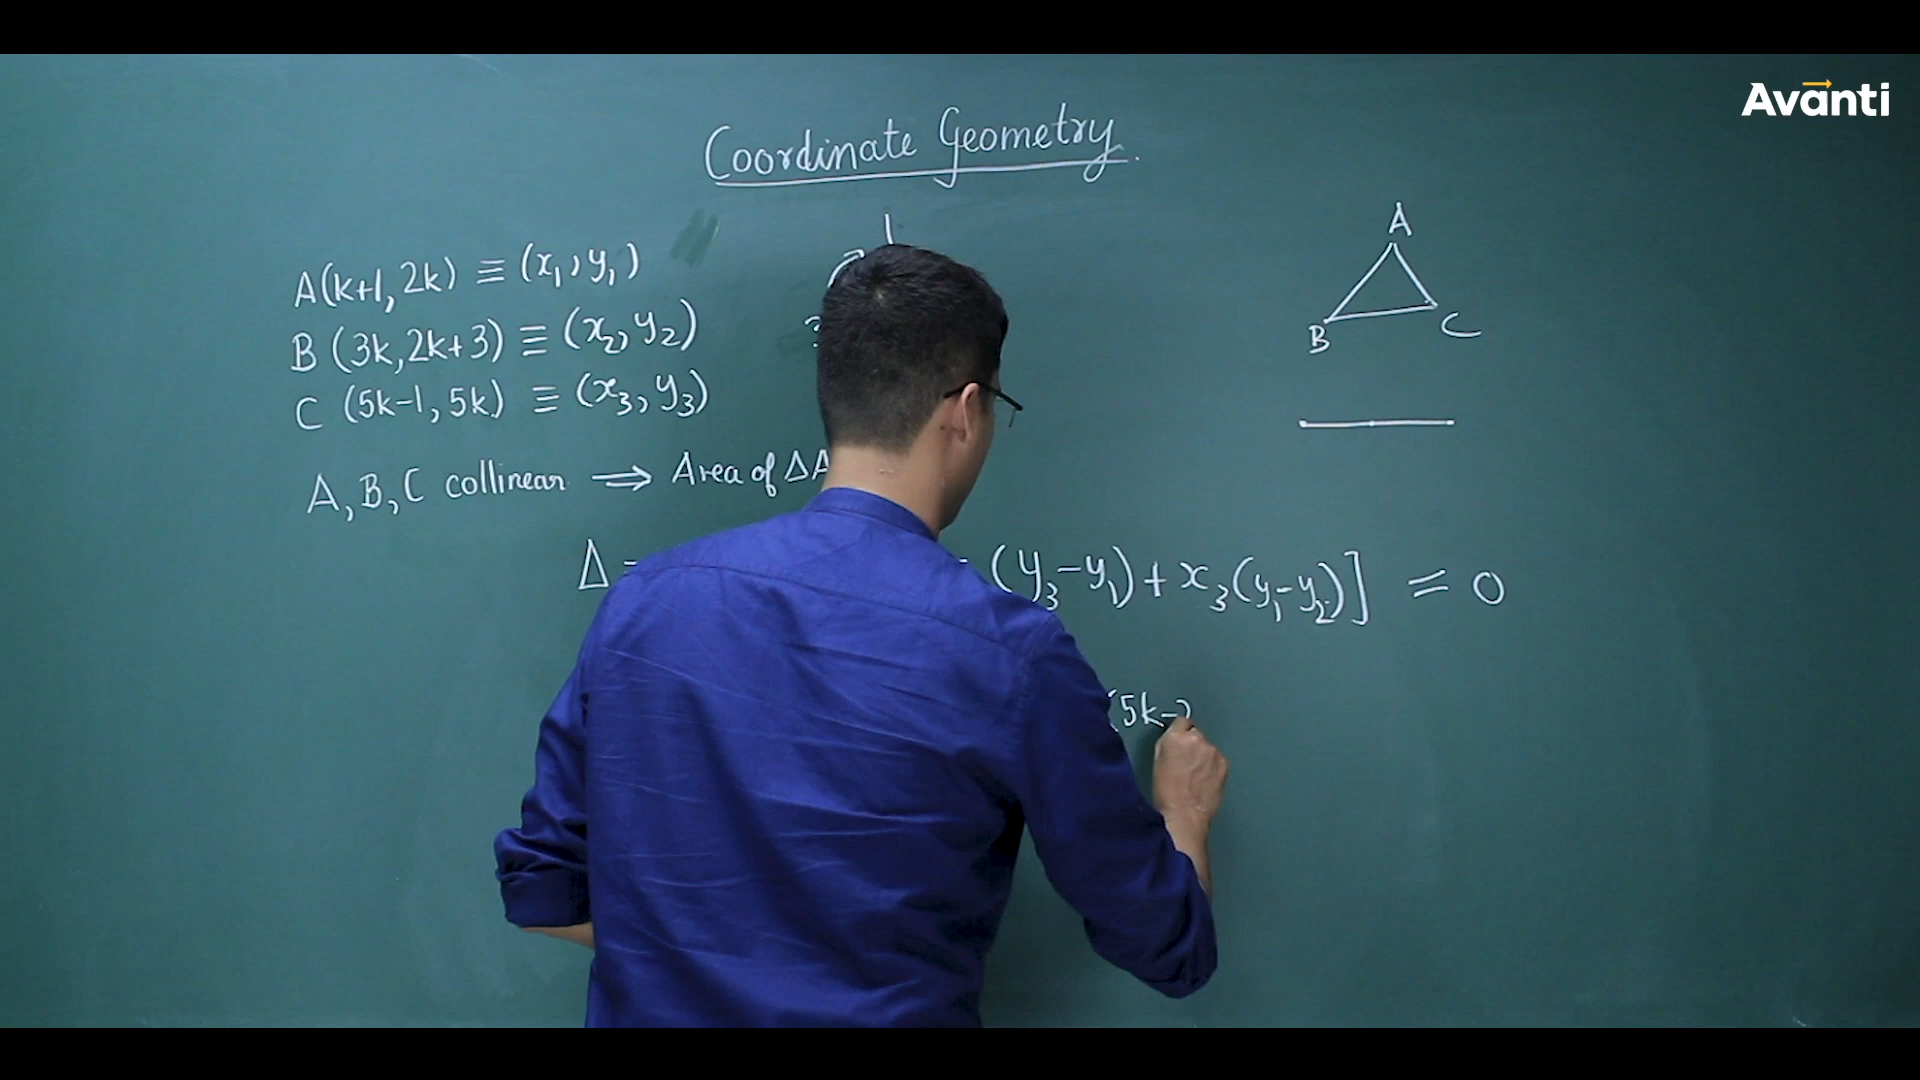 Avanti
Coordinate Geometry.
A
A(k+1, 2k) ≡ (x₁, y₁)
B (3k, 2k+3) ≡ (x₂, y₂)
B C
C (5k-1, 5k) ≡ (x₃, y₃)
A, B, C collinear ⟹ Area of ΔA
Δ = (y₃-y₁) + x₃(y₁-y₂)] = 0
(5k-